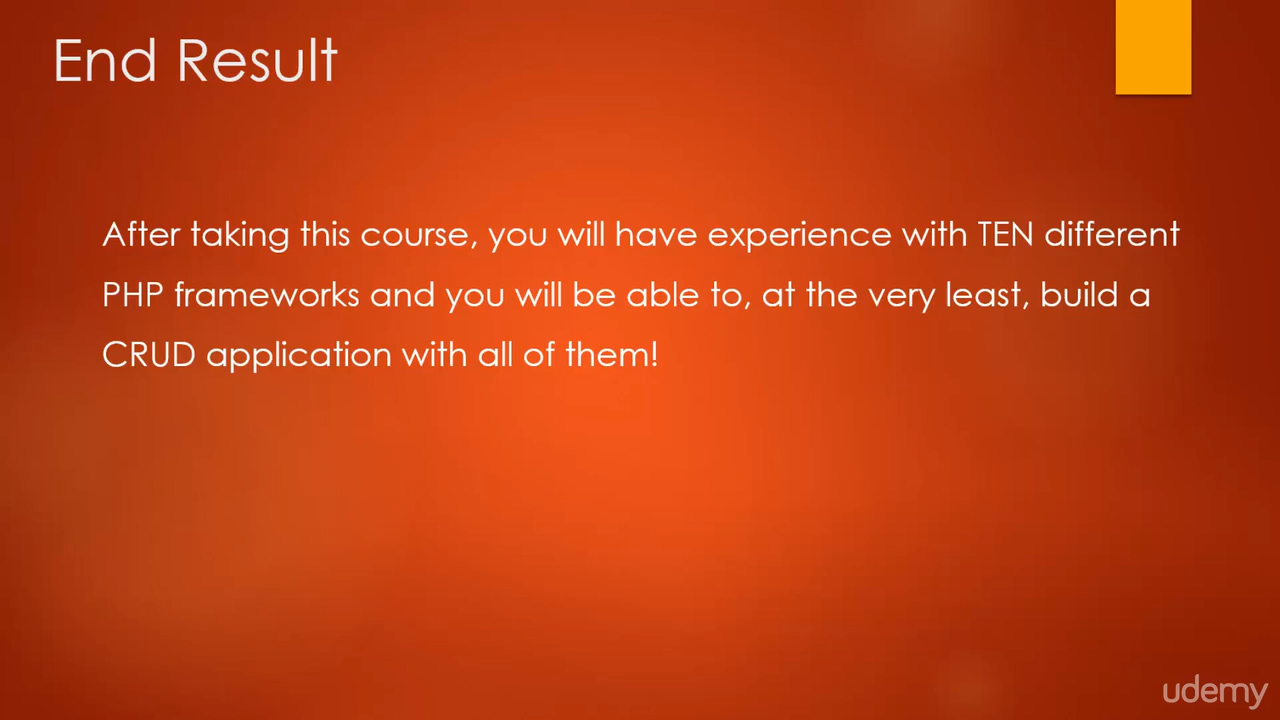 End Result
After taking this course, you will have experience with TEN different
PHP frameworks and you will be able to, at the very least, build a
CRUD application with all of them!
udemy